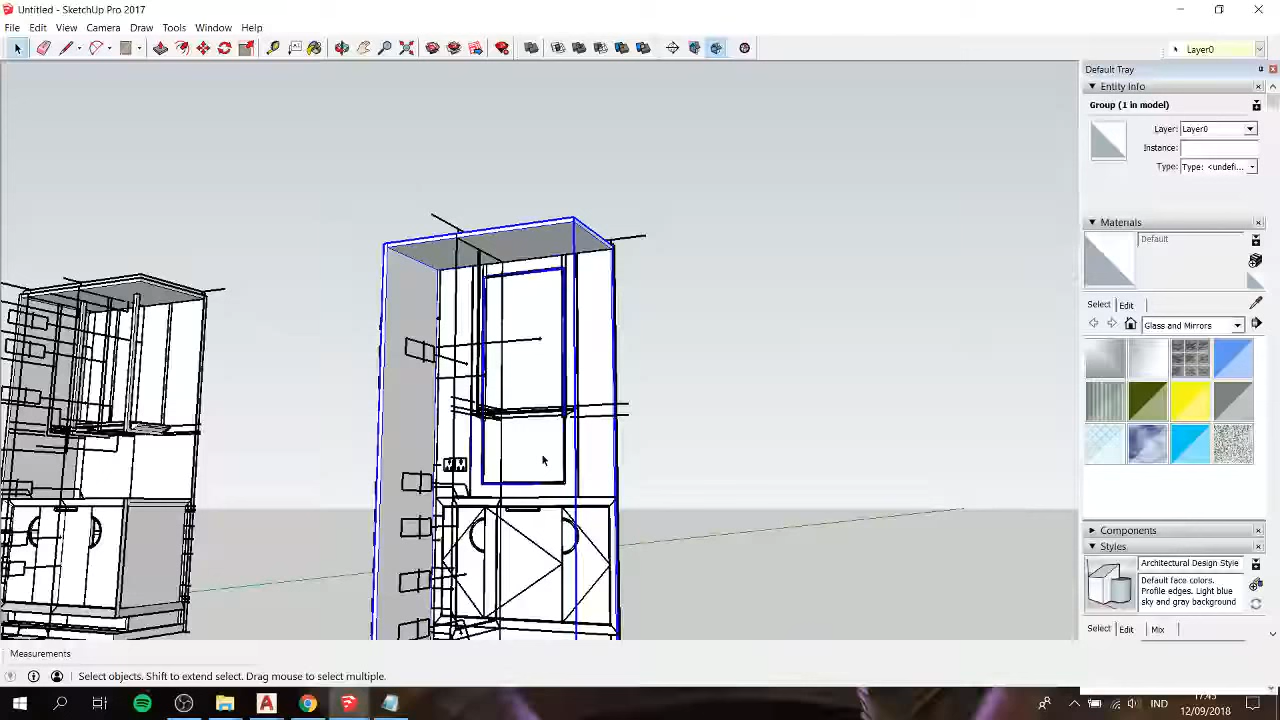 Untitled - SketchUp Pro 2017
File Edit View Camera Draw Tools Window Help
Layer0
Default Tray
Entity Info
Group (1 in model)
Layer: Layer0
Instance:
Type: Type: <undefi...
Materials
Default
Select Edit
Glass and Mirrors
Components
Styles
Architectural Design Style
Default face colors.
Profile edges. Light blue
sky and gray background
Select Edit Mix
Measurements
Select objects. Shift to extend select. Drag mouse to select multiple.
IND
17:45
12/09/2018